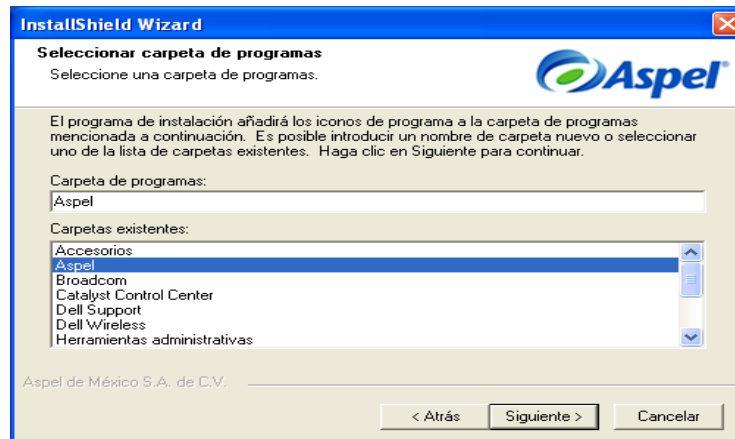 InstallShield Wizard
Seleccionar carpeta de programas
Seleccione una carpeta de programas.
Aspel
El programa de instalación añadirá los iconos de programa a la carpeta de programas
mencionada a continuación. Es posible introducir un nombre de carpeta nuevo o seleccionar
uno de la lista de carpetas existentes. Haga clic en Siguiente para continuar.
Carpeta de programas:
Aspel
Carpetas existentes:
Accesorios
Aspel
Broadcom
Catalyst Control Center
Dell Support
Dell Wireless
Herramientas administrativas
Aspel de México S.A. de C.V.
< Atrás
Siguiente >
Cancelar